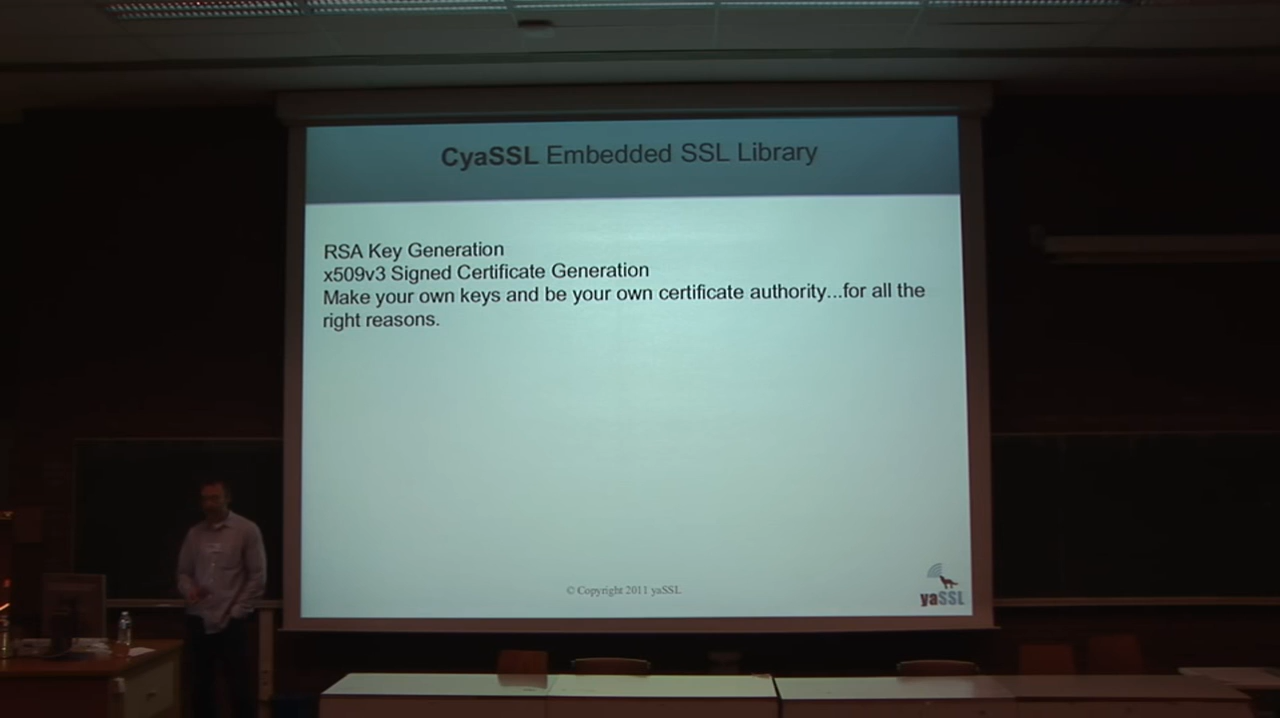 CyaSSL Embedded SSL Library
RSA Key Generation
x509v3 Signed Certificate Generation
Make your own keys and be your own certificate authority...for all the
right reasons.
© Copyright 2011 yaSSL
yaSSL